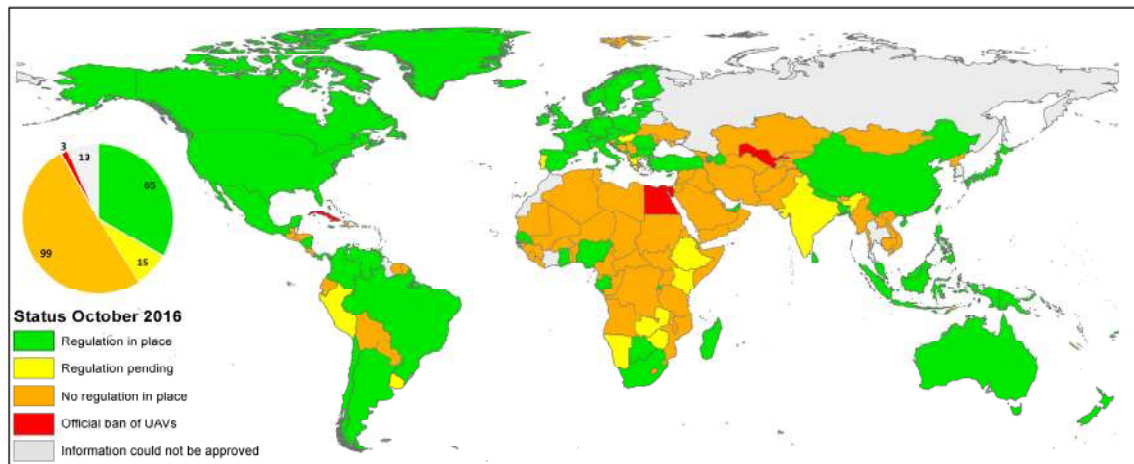 3
13
65
99
15
Status October 2016
Regulation in place
Regulation pending
No regulation in place
Official ban of UAVs
Information could not be approved